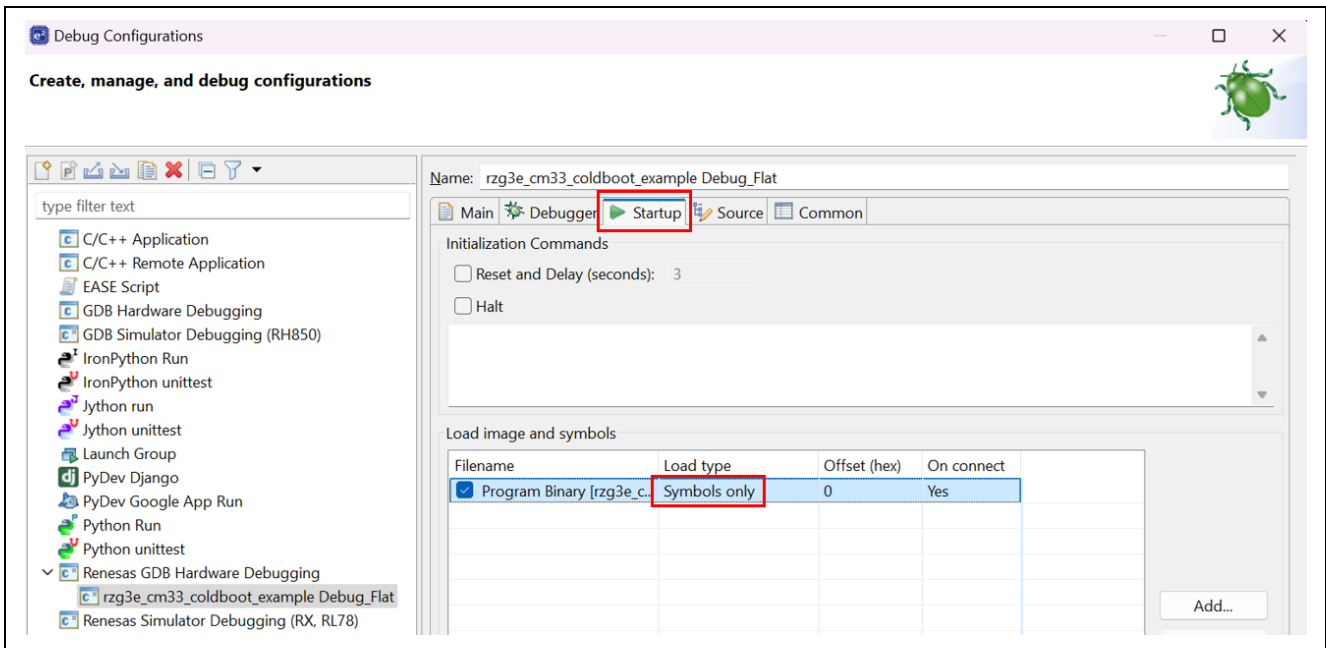 Debug Configurations
Create, manage, and debug configurations
type filter text
C/C++ Application
C/C++ Remote Application
EASE Script
GDB Hardware Debugging
GDB Simulator Debugging (RH850)
IronPython Run
IronPython unittest
Jython run
Jython unittest
Launch Group
PyDev Django
PyDev Google App Run
Python Run
Python unittest
Renesas GDB Hardware Debugging
rzg3e_cm33_coldboot_example Debug_Flat
Renesas Simulator Debugging (RX, RL78)
Name: rzg3e_cm33_coldboot_example Debug_Flat
Main Debugger Startup Source Common
Initialization Commands
Reset and Delay (seconds): 3
Halt
Load image and symbols
Filename Load type Offset (hex) On connect
Program Binary [rzg3e_c... Symbols only 0 Yes
Add...